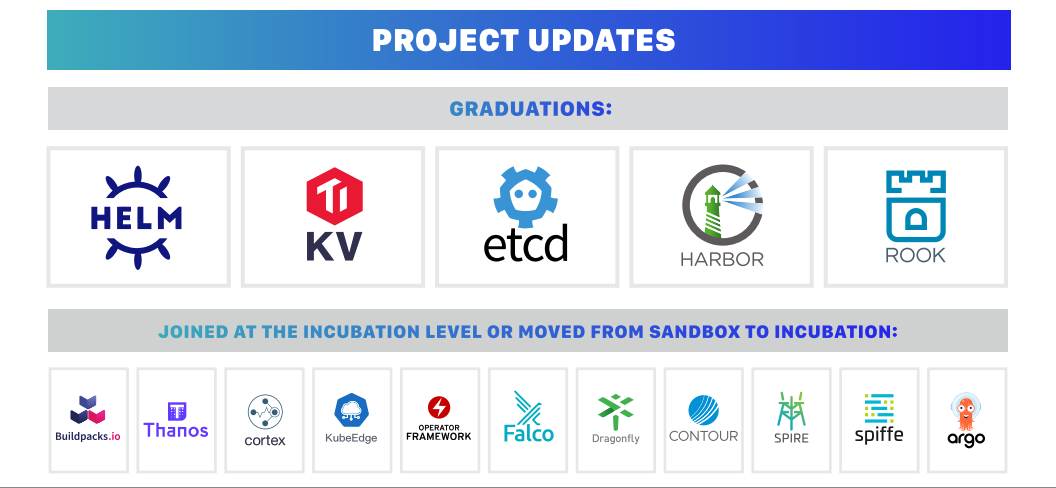 PROJECT UPDATES
GRADUATIONS:
HELM
TI
KV
etcd
HARBOR
D
ROOK
JOINED AT THE INCUBATION LEVEL OR MOVED FROM SANDBOX TO INCUBATION:
Buildpacks.io
T
Thanos
cortex
KubeEdge
OPERATOR
FRAMEWORK
Falco
Dragonfly
CONTOUR
SPIRE
spiffe
argo